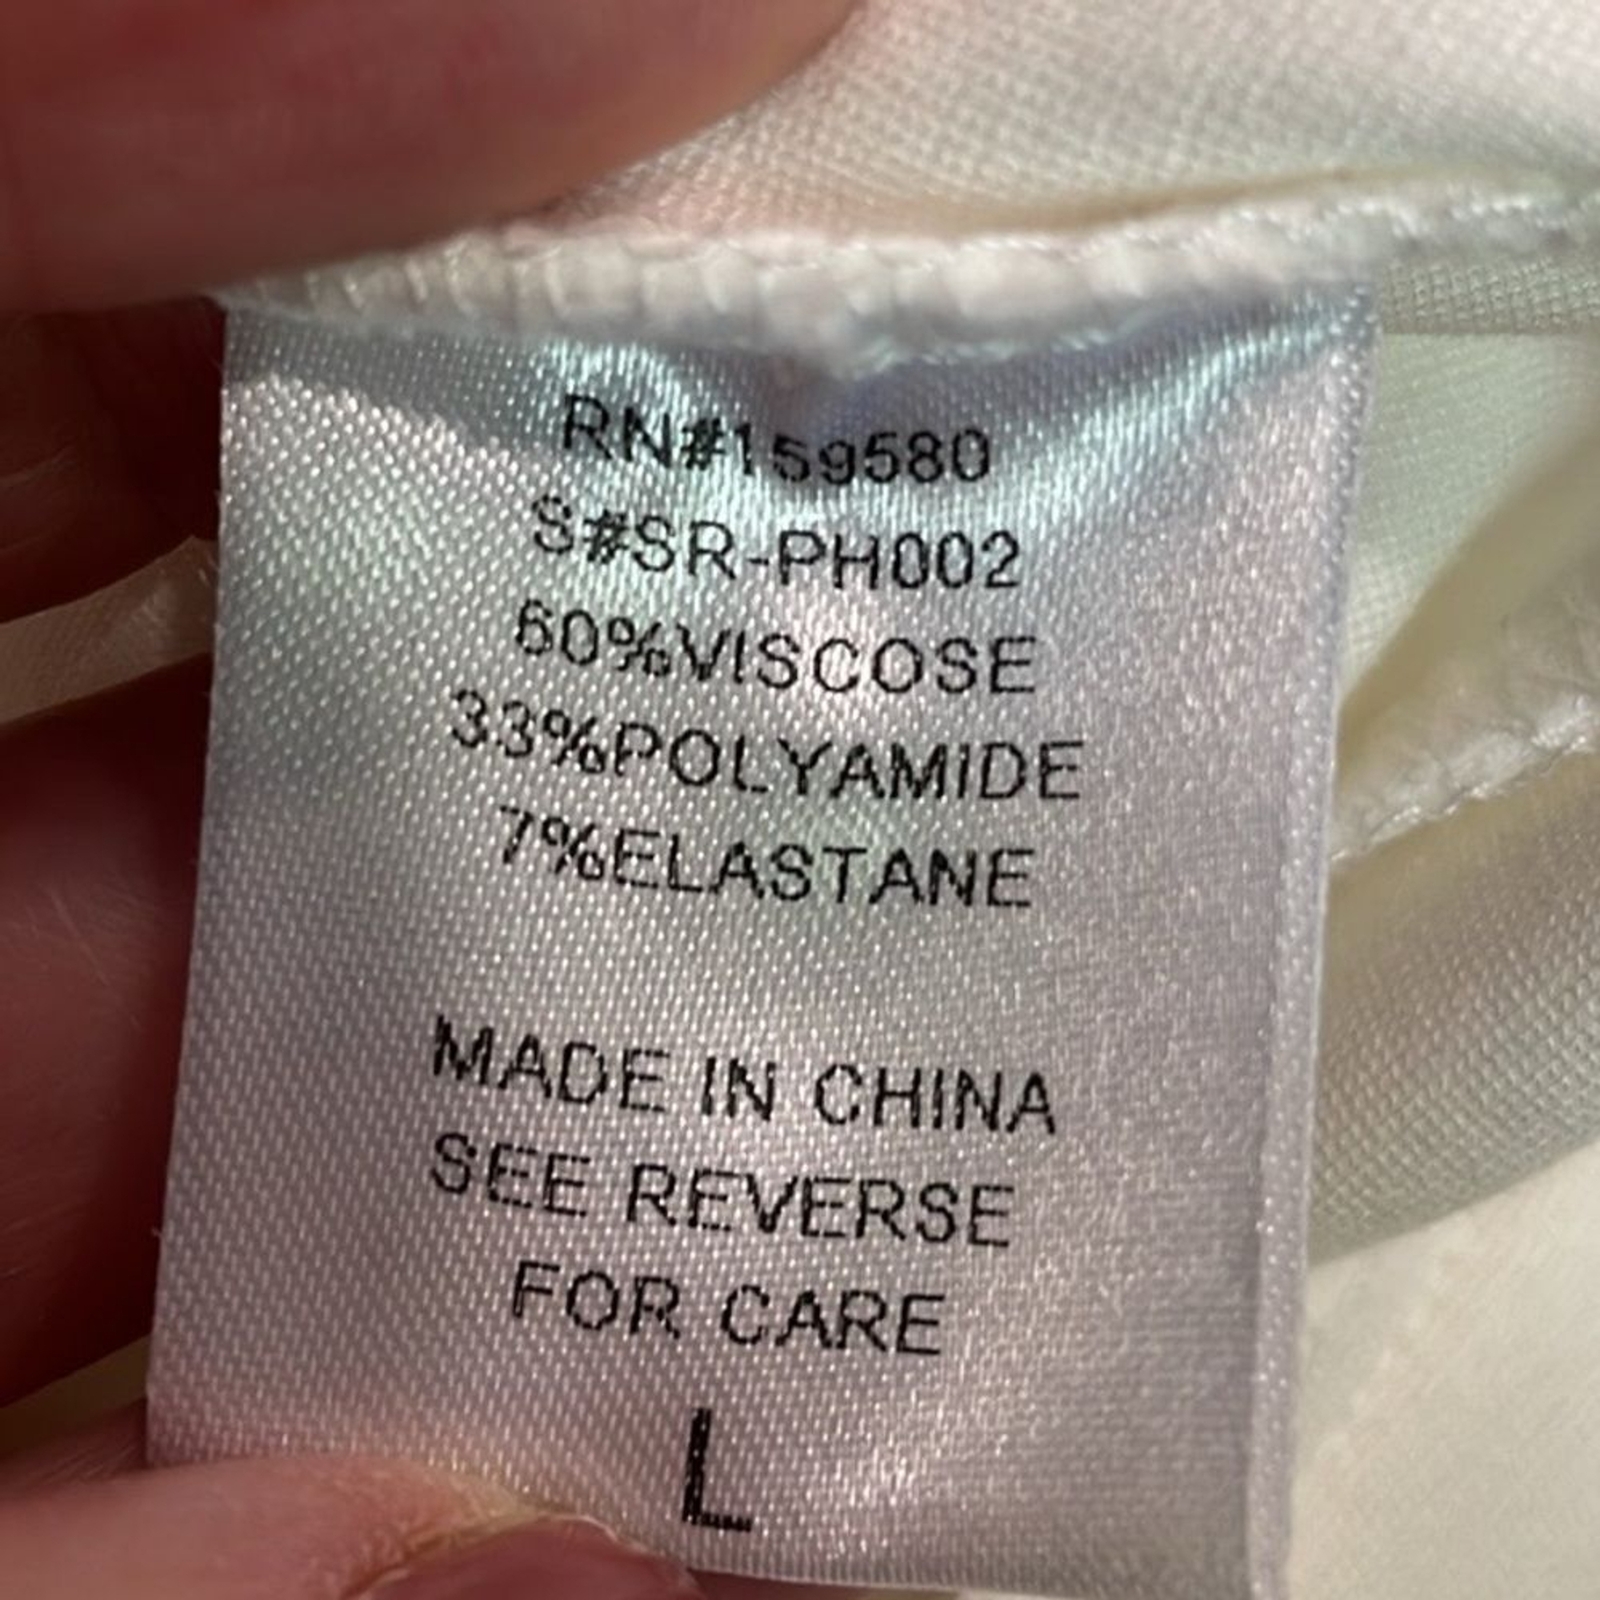 RN#159580
S#SR-PH002
60%VISCOSE
33%POLYAMIDE
7%ELASTANE
MADE IN CHINA
SEE REVERSE
FOR CARE
L